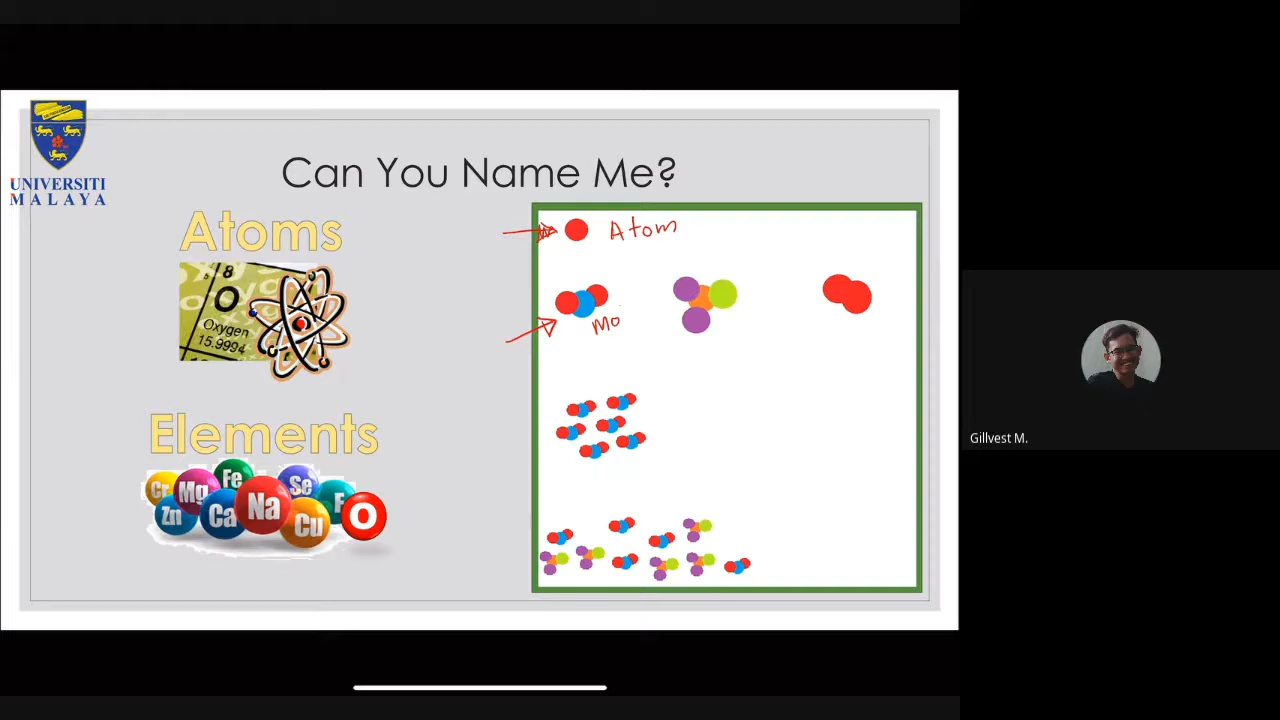 UNIVERSITI
MALAYA
Can You Name Me?
Atoms
8
O
Oxygen
15.9994
Elements
Cr
Mg
Fe
Se
Zn
Ca
Na
Cu
F
O
Atom
Mo
Gillvest M.